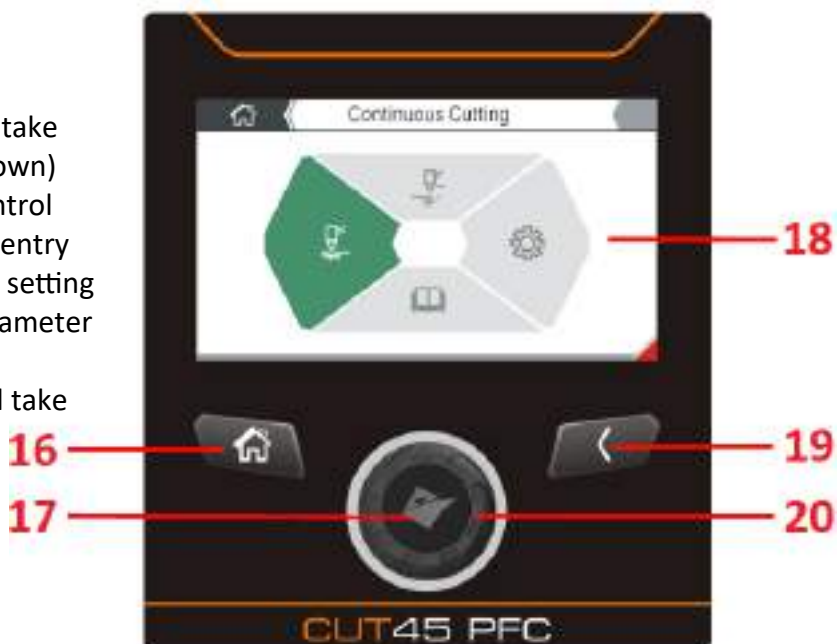 take
own)
ntrol
entry
setting
ameter
l take
Continuous Cutting
18
16
19
17
20
CUT45 PFC